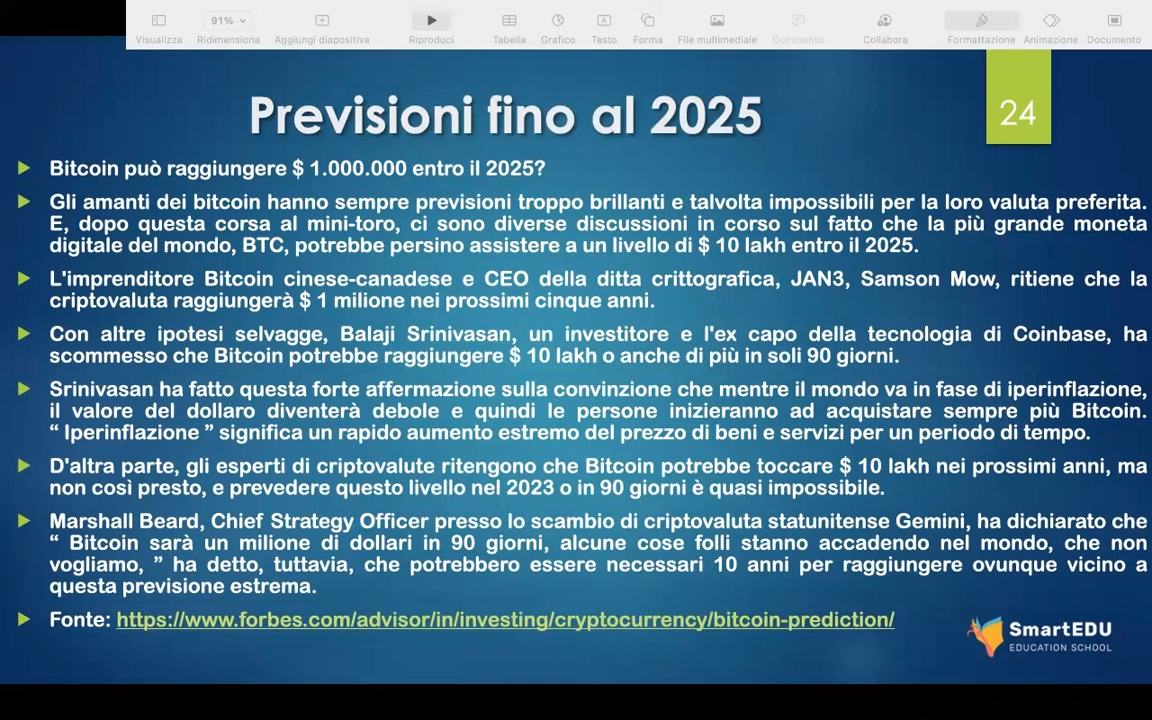 91%
Visualizza
Ridimensiona
Aggiungi diapositiva
Riproduci
Tabella
Grafico
Testo
Forma
File multimediale
Commento
Collabora
Formattazione
Animazione
Documento
Previsioni fino al 2025
24
Bitcoin può raggiungere $ 1.000.000 entro il 2025?
Gli amanti dei bitcoin hanno sempre previsioni troppo brillanti e talvolta impossibili per la loro valuta preferita.
E, dopo questa corsa al mini-toro, ci sono diverse discussioni in corso sul fatto che la più grande moneta
digitale del mondo, BTC, potrebbe persino assistere a un livello di $ 10 lakh entro il 2025.
L'imprenditore Bitcoin cinese-canadese e CEO della ditta crittografica, JAN3, Samson Mow, ritiene che la
criptovaluta raggiungerà $ 1 milione nei prossimi cinque anni.
Con altre ipotesi selvagge, Balaji Srinivasan, un investitore e l'ex capo della tecnologia di Coinbase, ha
scommesso che Bitcoin potrebbe raggiungere $ 10 lakh o anche di più in soli 90 giorni.
Srinivasan ha fatto questa forte affermazione sulla convinzione che mentre il mondo va in fase di iperinflazione,
il valore del dollaro diventerà debole e quindi le persone inizieranno ad acquistare sempre più Bitcoin.
“ Iperinflazione ” significa un rapido aumento estremo del prezzo di beni e servizi per un periodo di tempo.
D'altra parte, gli esperti di criptovalute ritengono che Bitcoin potrebbe toccare $ 10 lakh nei prossimi anni, ma
non così presto, e prevedere questo livello nel 2023 o in 90 giorni è quasi impossibile.
Marshall Beard, Chief Strategy Officer presso lo scambio di criptovaluta statunitense Gemini, ha dichiarato che
“ Bitcoin sarà un milione di dollari in 90 giorni, alcune cose folli stanno accadendo nel mondo, che non
vogliamo, ” ha detto, tuttavia, che potrebbero essere necessari 10 anni per raggiungere ovunque vicino a
questa previsione estrema.
Fonte: https://www.forbes.com/advisor/in/investing/cryptocurrency/bitcoin-prediction/
SmartEDU
EDUCATION SCHOOL